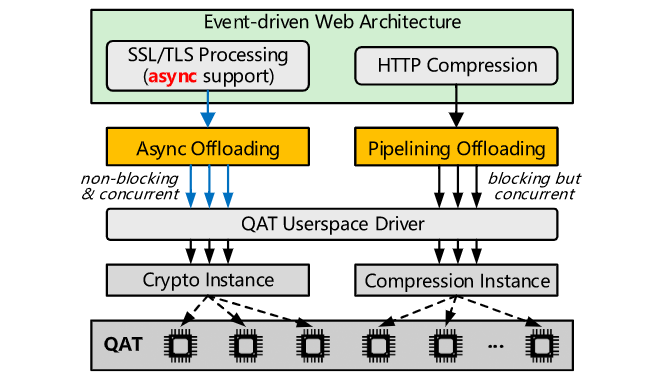 Event-driven Web Architecture
SSL/TLS Processing
(async support)
HTTP Compression
Async Offloading
Pipelining Offloading
non-blocking
& concurrent
blocking but
concurrent
QAT Userspace Driver
Crypto Instance
Compression Instance
QAT
...